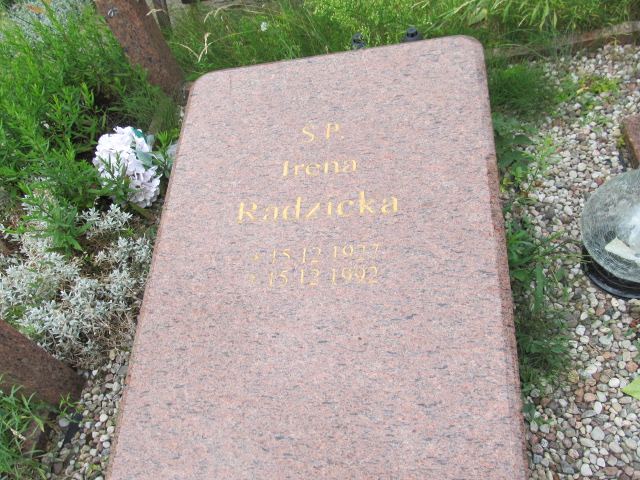 Ś.P.
Irena
Radzicka
* 15.12.1927
+ 15.12.1992